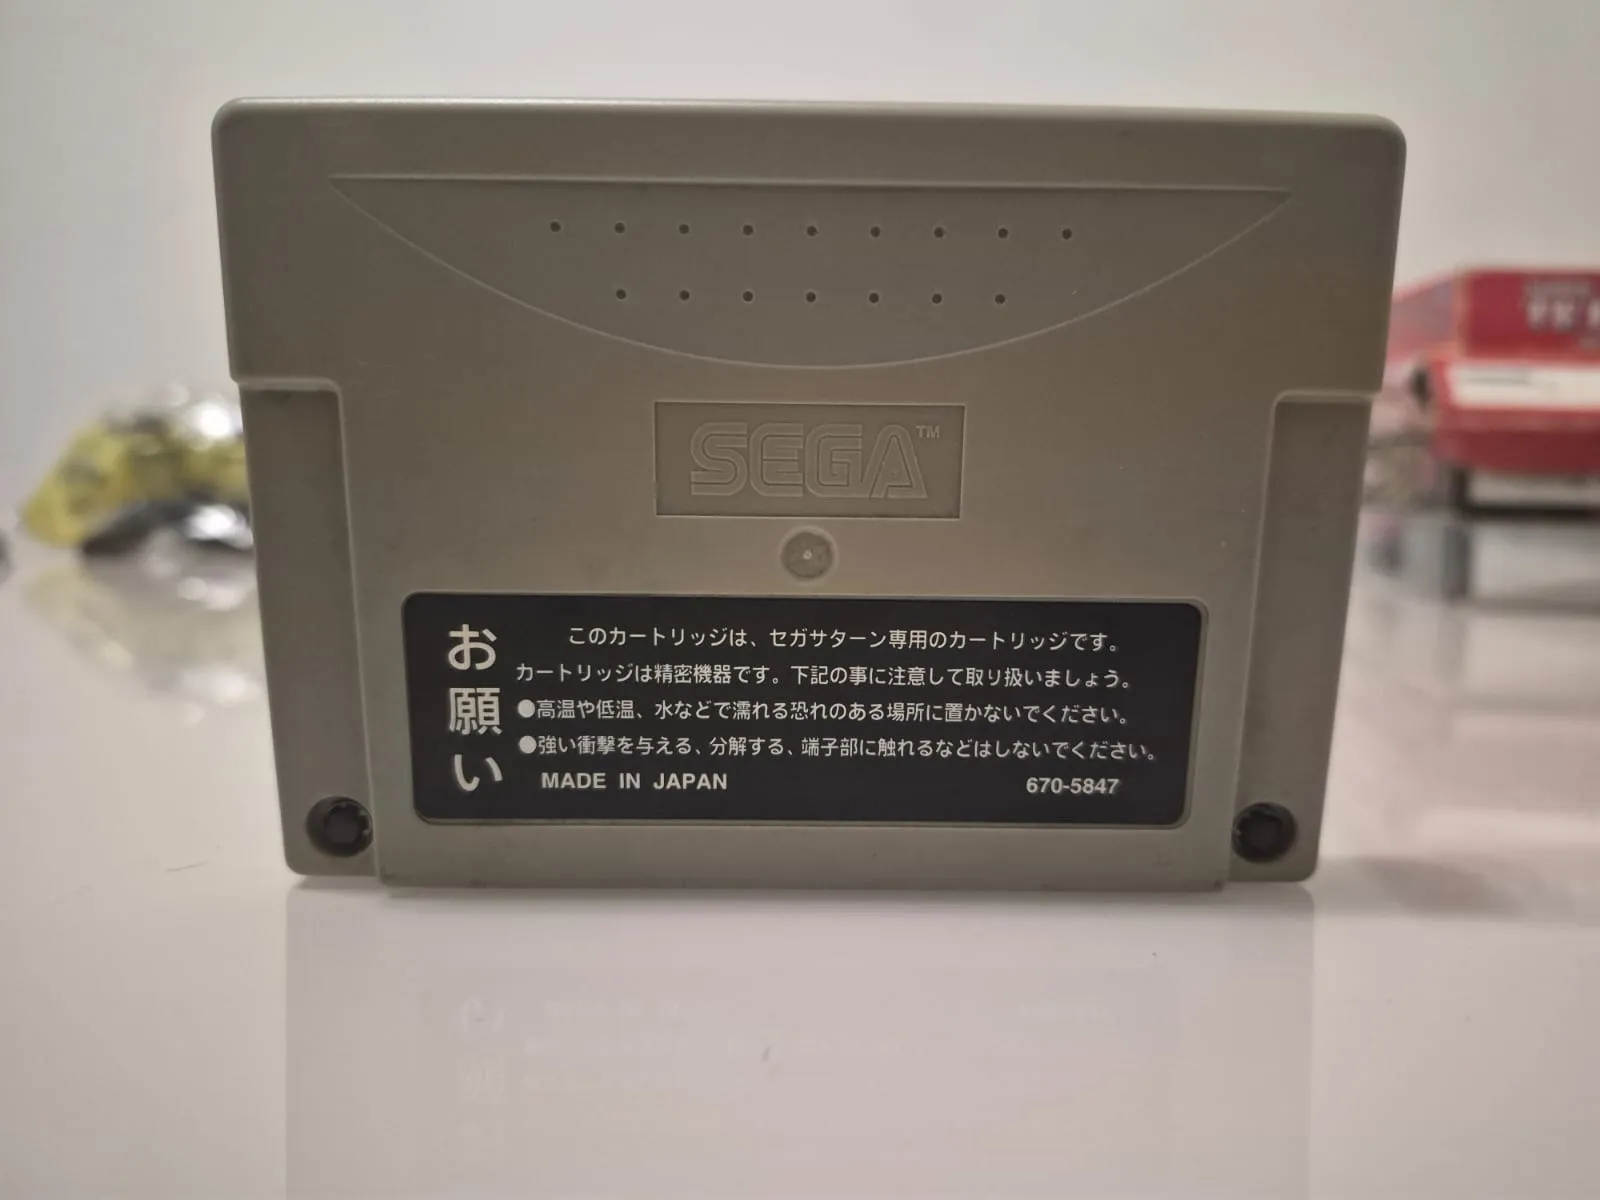 SEGA™
お願い
このカートリッジは、セガサターン専用のカートリッジです。
カートリッジは精密機器です。下記の事に注意して取り扱いましょう。
●高温や低温、水などで濡れる恐れのある場所に置かないでください。
●強い衝撃を与える、分解する、端子部に触れるなどはしないでください。
MADE IN JAPAN 670-5847